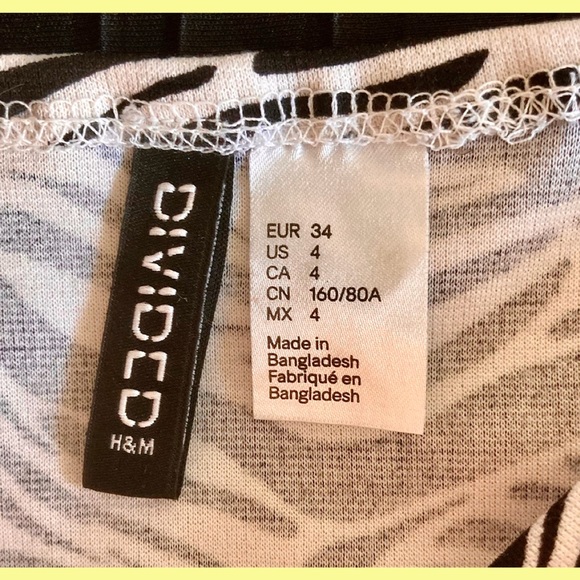 DIVIDED
H&M
EUR 34
US 4
CA 4
CN 160/80A
MX 4
Made in
Bangladesh
Fabriqué en
Bangladesh